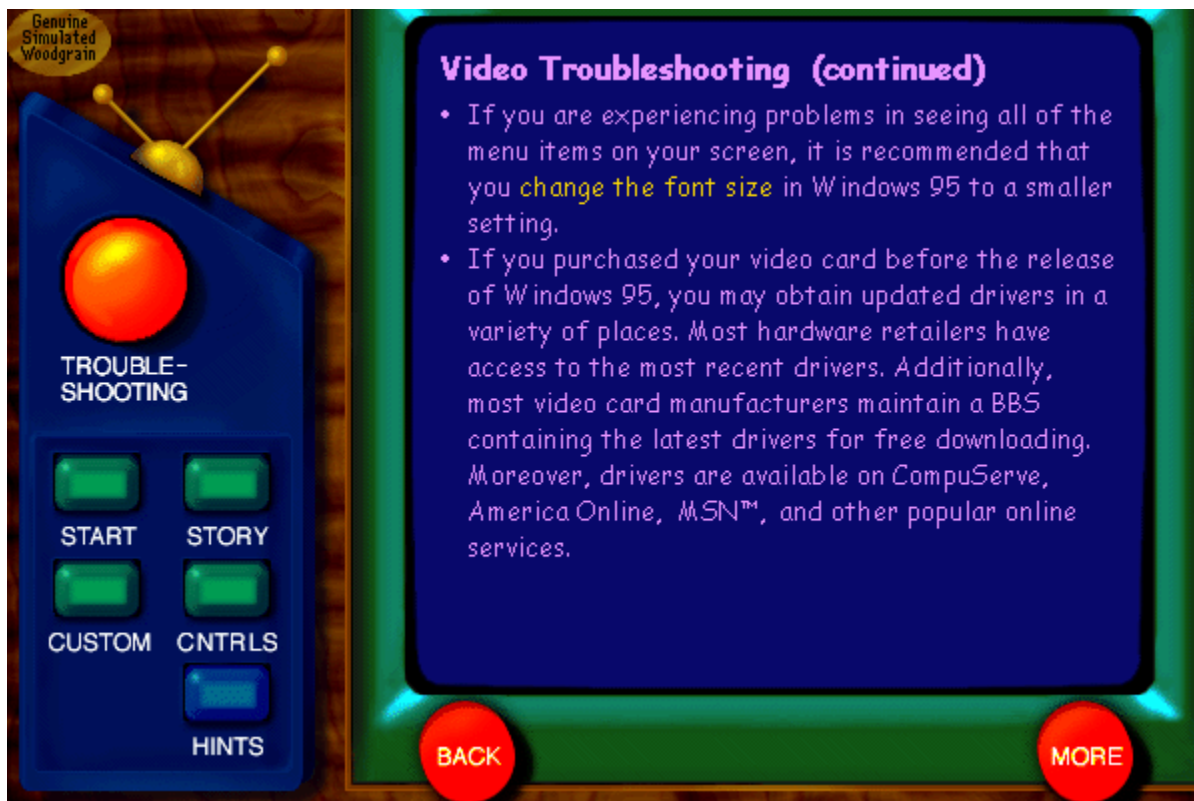 Genuine
Simulated
Woodgrain
TROUBLE-
SHOOTING
START STORY
CUSTOM CNTRLS
HINTS
Video Troubleshooting (continued)
• If you are experiencing problems in seeing all of the
menu items on your screen, it is recommended that
you change the font size in Windows 95 to a smaller
setting.
• If you purchased your video card before the release
of Windows 95, you may obtain updated drivers in a
variety of places. Most hardware retailers have
access to the most recent drivers. Additionally,
most video card manufacturers maintain a BBS
containing the latest drivers for free downloading.
Moreover, drivers are available on CompuServe,
America Online, MSN™, and other popular online
services.
BACK MORE